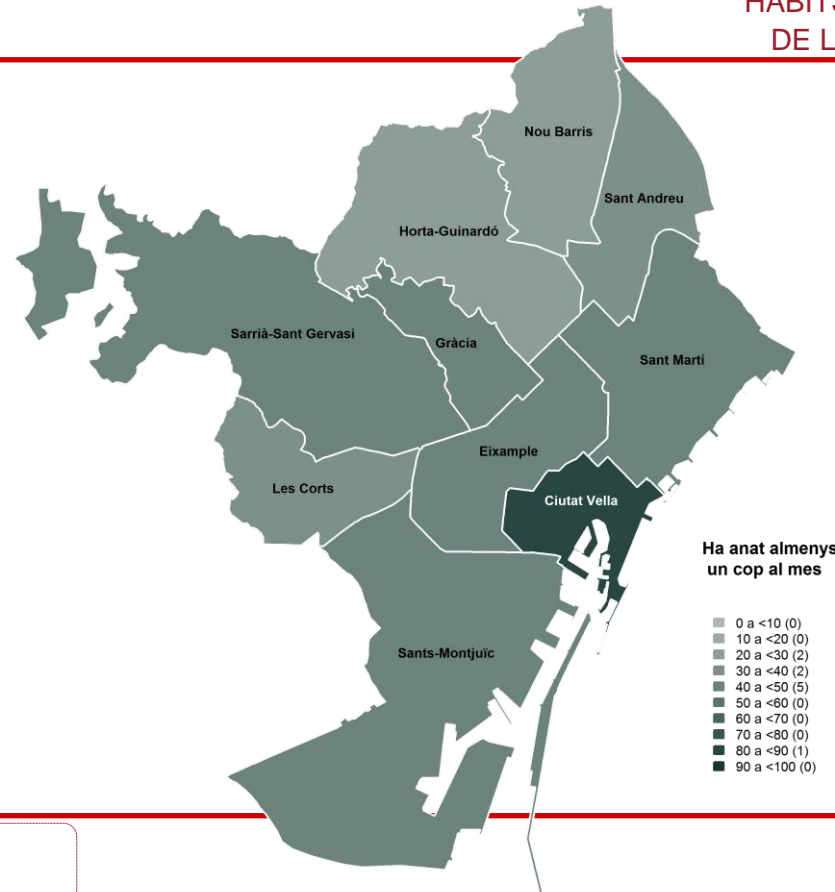 HÀBITS
DE L
Nou Barris
Sant Andreu
Horta-Guinardó
Sarrià-Sant Gervasi
Gràcia
Sant Martí
Eixample
Les Corts
Ciutat Vella
Sants-Montjuïc
Ha anat almenys
un cop al mes
0 a <10 (0)
10 a <20 (0)
20 a <30 (2)
30 a <40 (2)
40 a <50 (5)
50 a <60 (0)
60 a <70 (0)
70 a <80 (0)
80 a <90 (1)
90 a <100 (0)